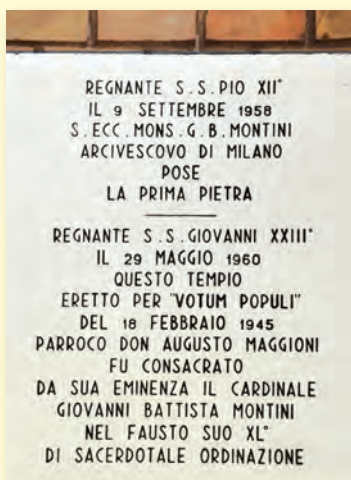 REGNANTE S.S.PIO XII°
IL 9 SETTEMBRE 1958
S.ECC.MONS.G.B.MONTINI
ARCIVESCOVO DI MILANO
POSE
LA PRIMA PIETRA
REGNANTE S.S.GIOVANNI XXIII°
IL 29 MAGGIO 1960
QUESTO TEMPIO
ERETTO PER "VOTUM POPULI"
DEL 18 FEBBRAIO 1945
PARROCO DON AUGUSTO MAGGIONI
FU CONSACRATO
DA SUA EMINENZA IL CARDINALE
GIOVANNI BATTISTA MONTINI
NEL FAUSTO SUO XL°
DI SACERDOTALE ORDINAZIONE